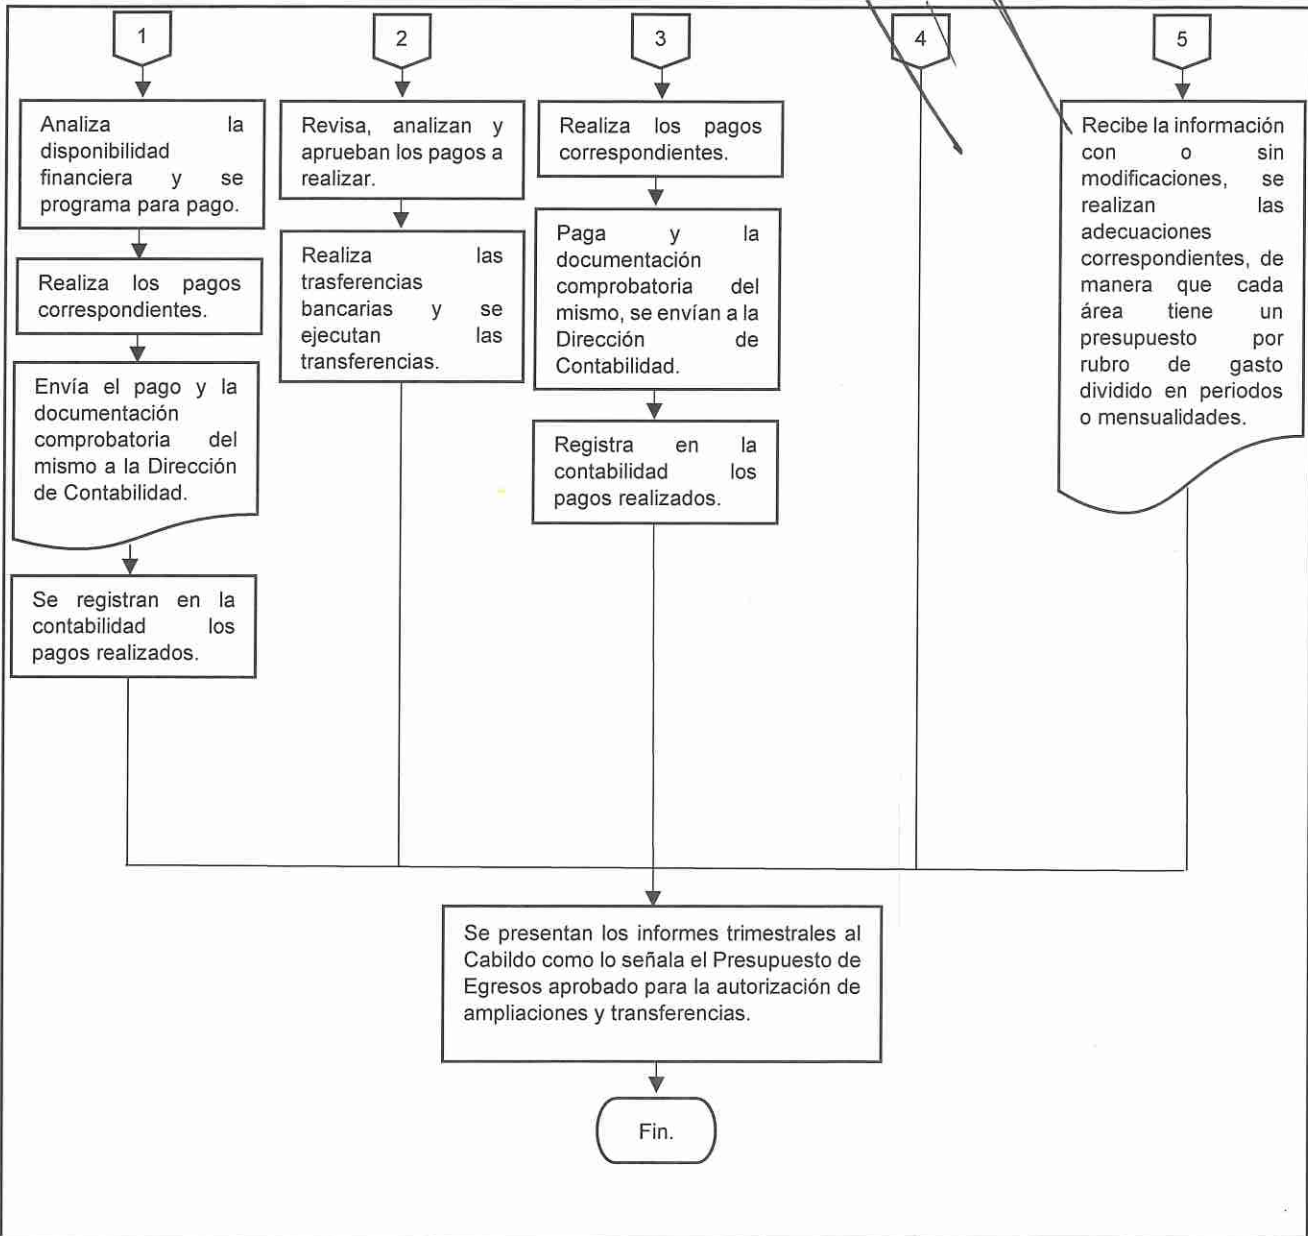 1
2
3
4
5
Analiza la
disponibilidad
financiera y se
programa para pago.
Realiza los pagos
correspondientes.
Envía el pago y la
documentación
comprobatoria del
mismo a la Dirección
de Contabilidad.
Se registran en la
contabilidad los
pagos realizados.
Revisa, analizan y
aprueban los pagos a
realizar.
Realiza las
trasferencias
bancarias y se
ejecutan las
transferencias.
Realiza los pagos
correspondientes.
Paga y la
documentación
comprobatoria del
mismo, se envían a la
Dirección de
Contabilidad.
Registra en la
contabilidad los
pagos realizados.
Recibe la información
con o sin
modificaciones, se
realizan las
adecuaciones
correspondientes, de
manera que cada
área tiene un
presupuesto por
rubro de gasto
dividido en periodos
o mensualidades.
Se presentan los informes trimestrales al
Cabildo como lo señala el Presupuesto de
Egresos aprobado para la autorización de
ampliaciones y transferencias.
Fin.